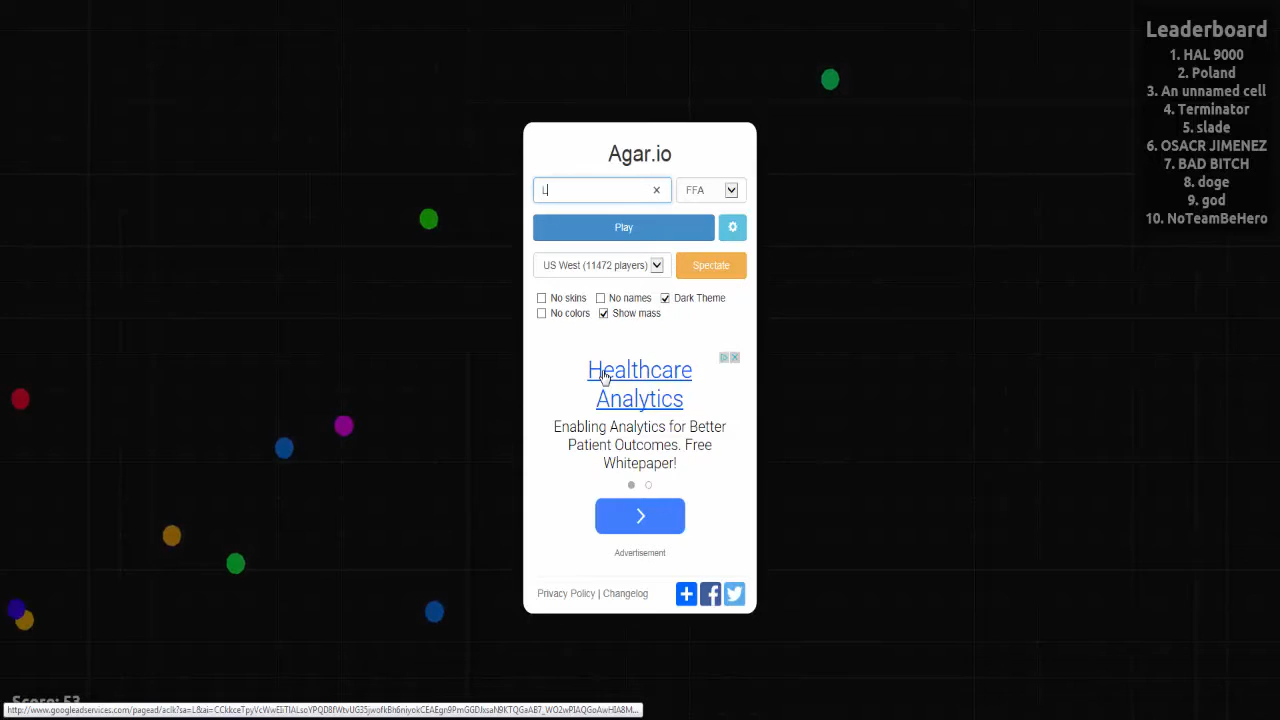 Leaderboard
1. HAL 9000
2. Poland
3. An unnamed cell
4. Terminator
5. slade
6. OSACR JIMENEZ
7. BAD BITCH
8. doge
9. god
10. NoTeamBeHero
Agar.io
L
FFA
Play
US West (11472 players)
Spectate
No skins No names Dark Theme
No colors Show mass
Healthcare
Analytics
Enabling Analytics for Better
Patient Outcomes. Free
Whitepaper!
Advertisement
Privacy Policy | Changelog
Score: 53